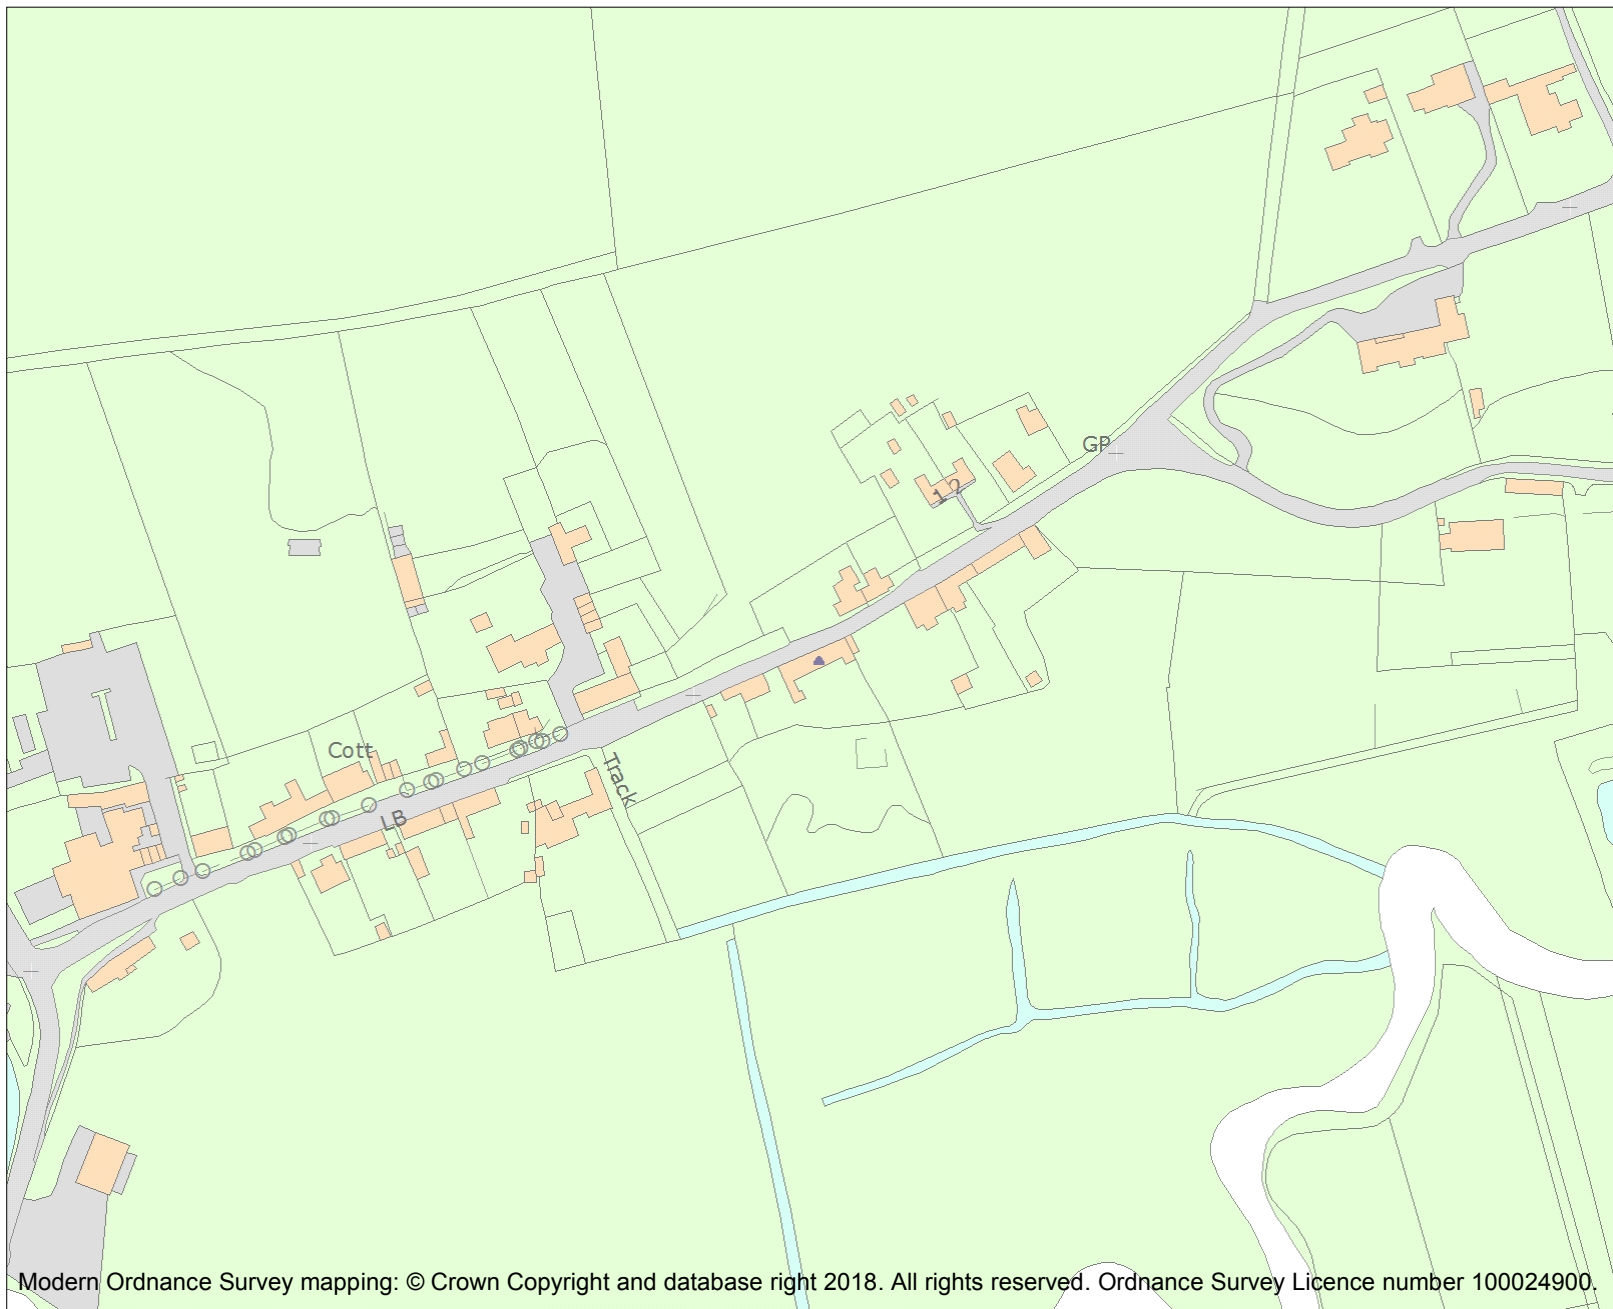 GP
1 2
Cott
Track
LB
Modern Ordnance Survey mapping: © Crown Copyright and database right 2018. All rights reserved. Ordnance Survey Licence number 100024900.